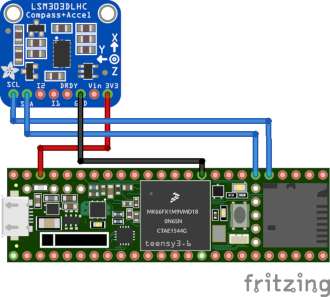 LSM303DLHC
Compass+Accel
X
Y
Z
SCL I2 DRDY Vin 3V3
SDA I1 GND
MK66FX1M0VMD18
0N65N
CTAE1544G
teensy3.6
fritzing